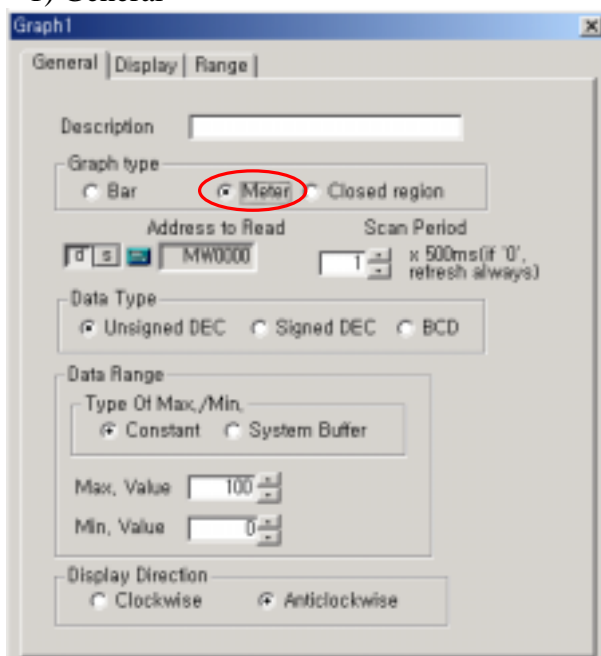 1) General
Graph1
General Display Range
Description
Graph type
Bar Meter Closed region
Address to Read Scan Period
d s MW0000 1 x 500ms(if '0',
refresh always)
Data Type
Unsigned DEC Signed DEC BCD
Data Range
Type Of Max,/Min,
Constant System Buffer
Max, Value 100
Min, Value 0
Display Direction
Clockwise Anticlockwise